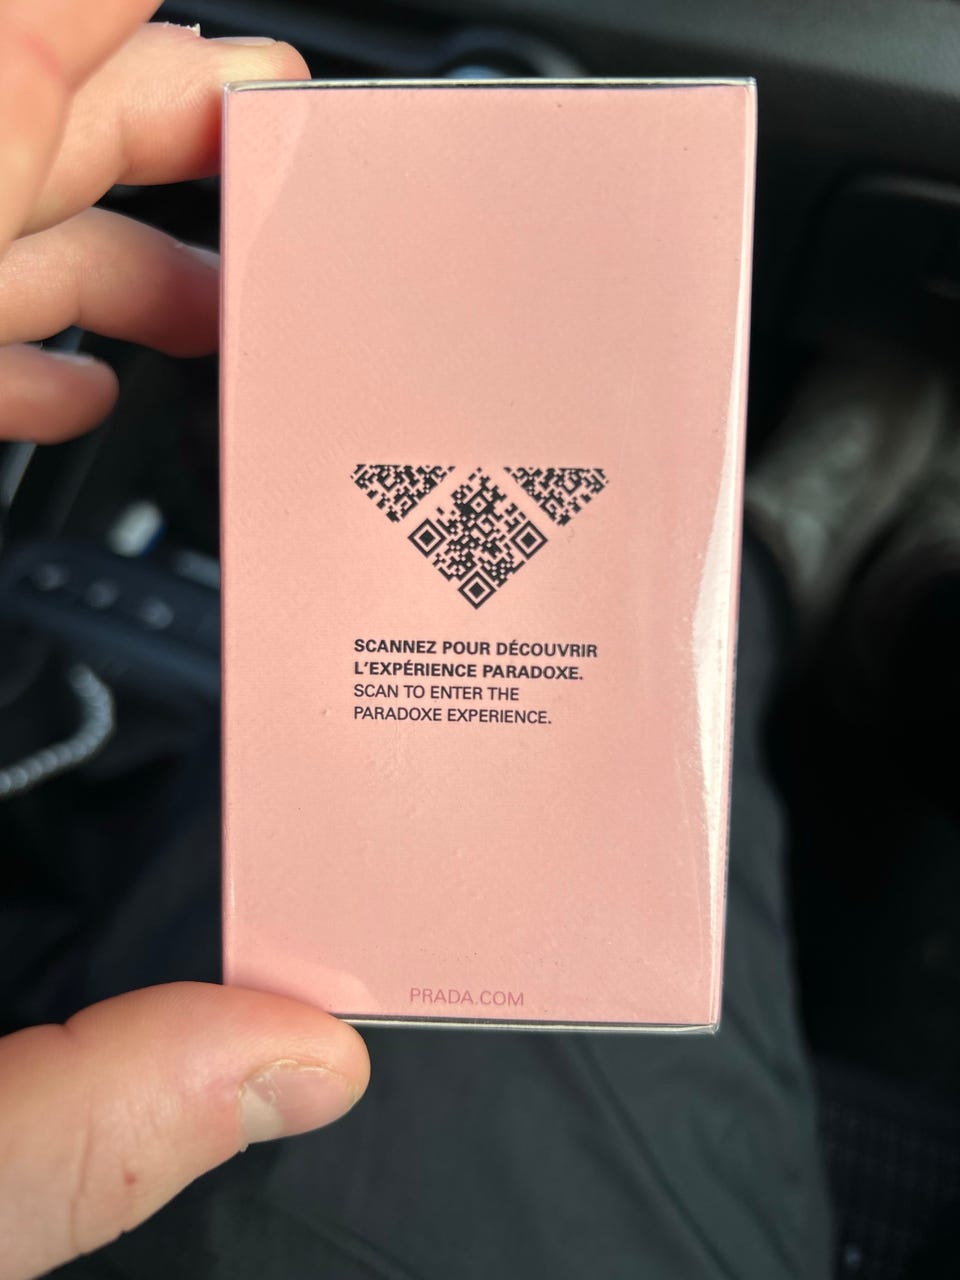 SCANNEZ POUR DÉCOUVRIR
L'EXPÉRIENCE PARADOXE.
SCAN TO ENTER THE
PARADOXE EXPERIENCE.
PRADA.COM